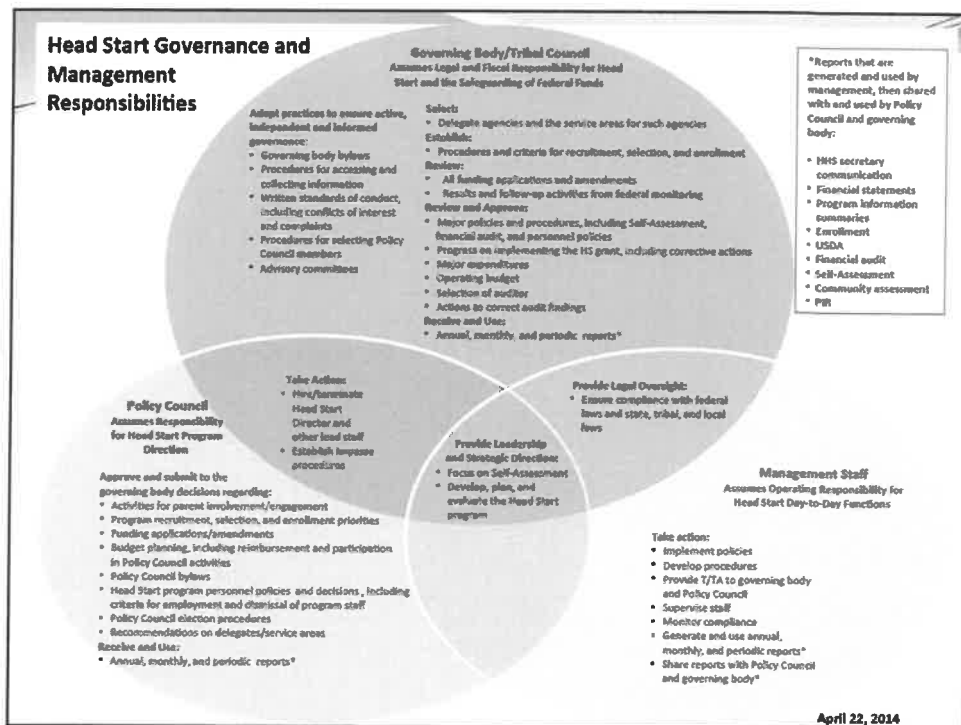 Head Start Governance and
Management
Responsibilities
Governing Body/Tribal Council
Assumes Legal and Fiscal Responsibility for Head
Start and the Safeguarding of Federal Funds
Adopt practices to ensure active,
independent and informed
governance:
• Governing body bylaws
• Procedures for accessing and
collecting information
• Written standards of conduct,
including conflicts of interest
and complaints
• Procedures for selecting Policy
Council members
• Advisory committees
Select:
• Delegate agencies and the service areas for such agencies
Establish:
• Procedures and criteria for recruitment, selection, and enrollment
Review:
• All funding applications and amendments
• Results and follow-up activities from federal monitoring
Review and Approve:
• Major policies and procedures, including Self-Assessment,
financial audit, and personnel policies
• Progress on implementing the HS grant, including corrective actions
• Major expenditures
• Operating budget
• Selection of auditor
• Actions to correct audit findings
Receive and Use:
• Annual, monthly, and periodic reports*
*Reports that are
generated and used by
management, then shared
with and used by Policy
Council and governing
body:
• HHS secretary
communication
• Financial statements
• Program information
summaries
• Enrollment
• USDA
• Financial audit
• Self-Assessment
• Community assessment
• PIR
Take Action:
• Hire/terminate
Head Start
Director and
other lead staff
• Establish impasse
procedures
Provide Legal Oversight:
• Ensure compliance with federal
laws and state, tribal, and local
laws
Provide Leadership
and Strategic Direction:
• Focus on Self-Assessment
• Develop, plan, and
evaluate the Head Start
program
Policy Council
Assumes Responsibility
for Head Start Program
Direction
Approve and submit to the
governing body decisions regarding:
• Activities for parent involvement/engagement
• Program recruitment, selection, and enrollment priorities
• Funding applications/amendments
• Budget planning, including reimbursement and participation
in Policy Council activities
• Policy Council bylaws
• Head Start program personnel policies and decisions , including
criteria for employment and dismissal of program staff
• Policy Council election procedures
• Recommendations on delegates/service areas
Receive and Use:
• Annual, monthly, and periodic reports*
Management Staff
Assumes Operating Responsibility for
Head Start Day-to-Day Functions
Take action:
• Implement policies
• Develop procedures
• Provide T/TA to governing body
and Policy Council
• Supervise staff
• Monitor compliance
• Generate and use annual,
monthly, and periodic reports*
• Share reports with Policy Council
and governing body*
April 22, 2014